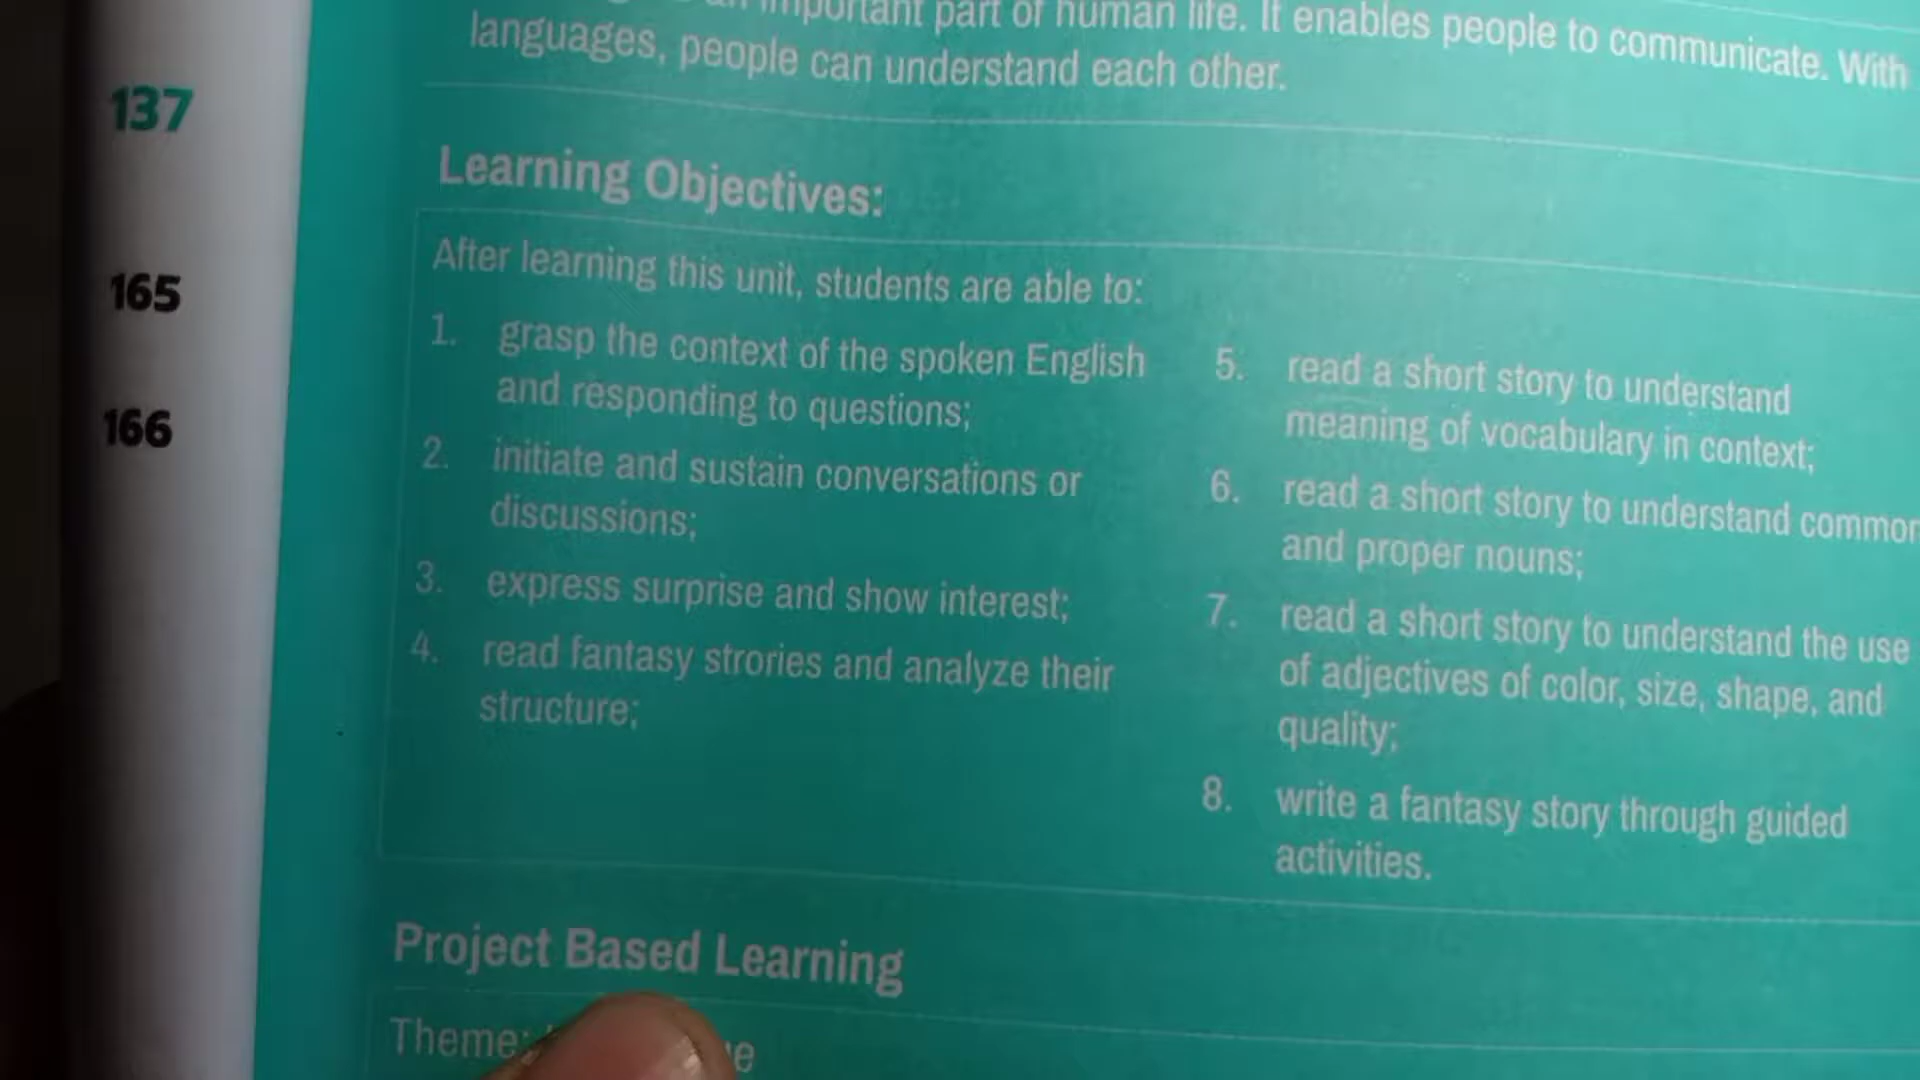 137
165
166
an important part of human life. It enables people to communicate. With
languages, people can understand each other.
Learning Objectives:
After learning this unit, students are able to:
1. grasp the context of the spoken English
and responding to questions;
2. initiate and sustain conversations or
discussions;
3. express surprise and show interest;
4. read fantasy strories and analyze their
structure;
5. read a short story to understand
meaning of vocabulary in context;
6. read a short story to understand common
and proper nouns;
7. read a short story to understand the use
of adjectives of color, size, shape, and
quality;
8. write a fantasy story through guided
activities.
Project Based Learning
Theme: